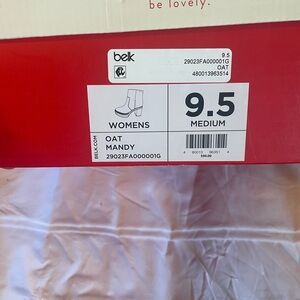 be lovely.
belk
9.5
29023FA000001G
OAT
480013963514
WOMENS
9.5
MEDIUM
BELK.COM
OAT
MANDY
29023FA000001G